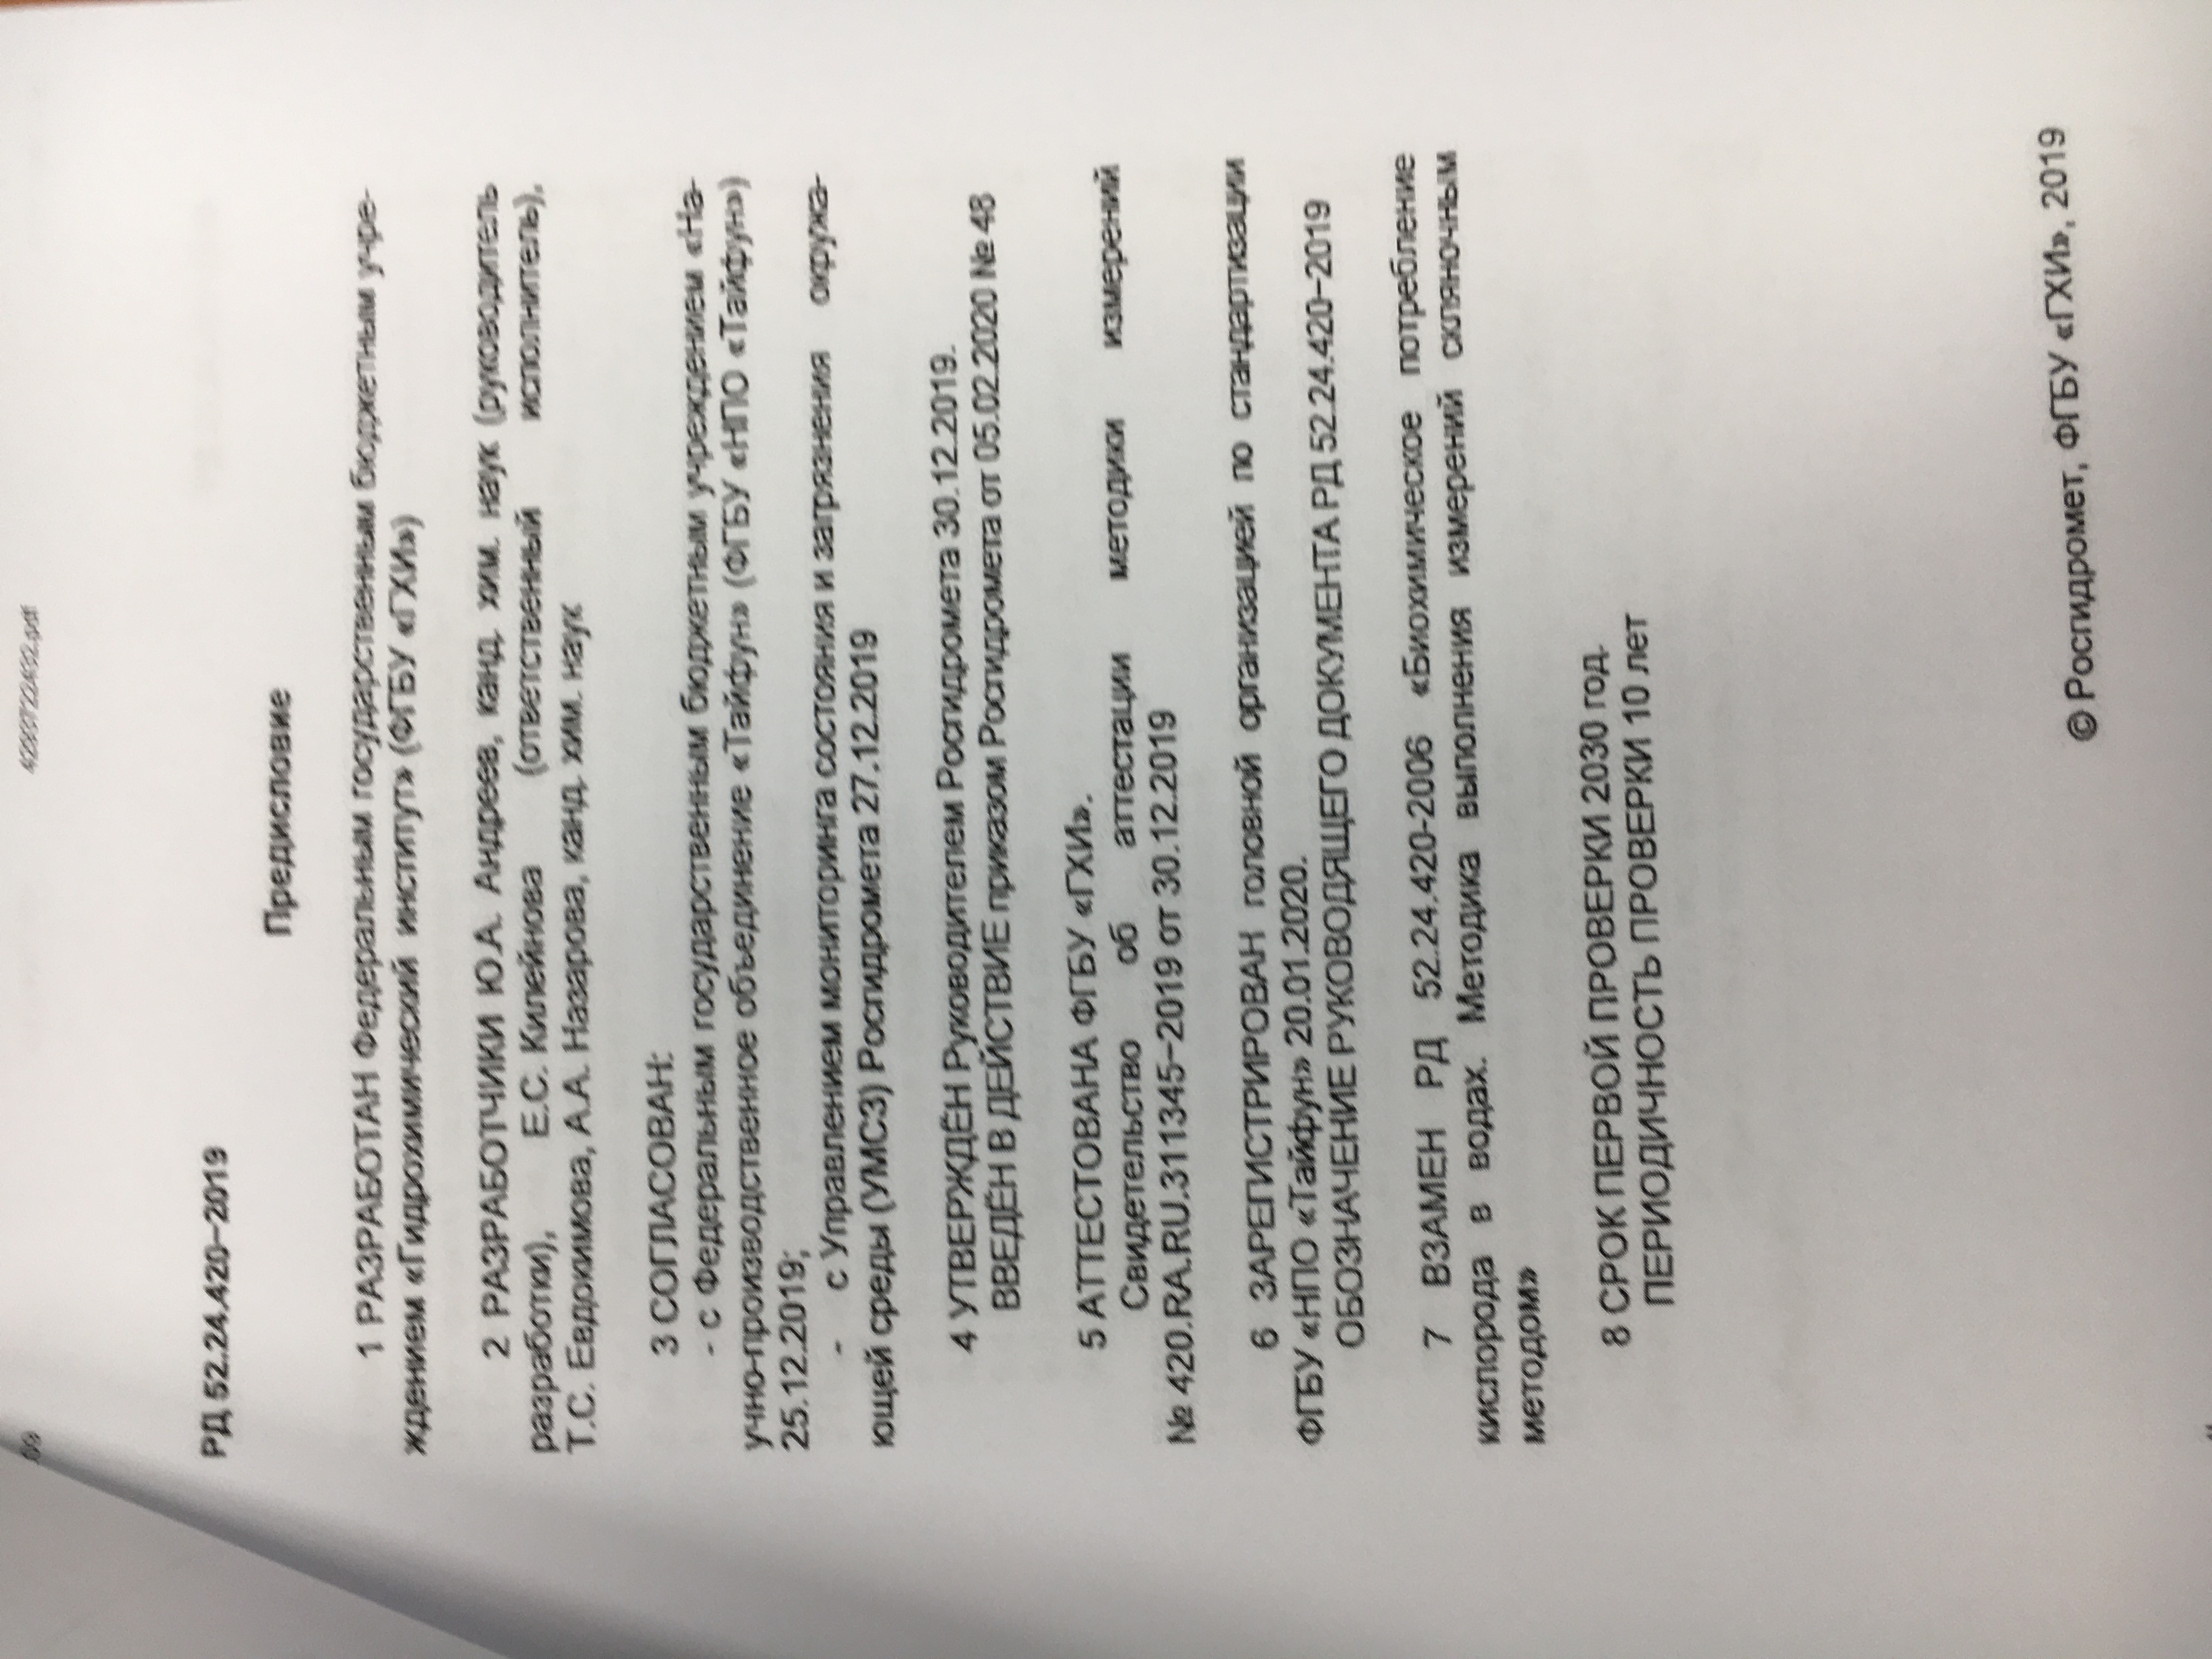 РД 52.24.420–2019
Предисловие
1 РАЗРАБОТАН Федеральным государственным бюджетным учре-
ждением «Гидрохимический институт» (ФГБУ «ГХИ»)
2 РАЗРАБОТЧИКИ Ю.А. Андреев, канд. хим. наук (руководитель
разработки), Е.С. Килейнова (ответственный исполнитель),
Т.С. Евдокимова, А.А. Назарова, канд. хим. наук
3 СОГЛАСОВАН:
- с Федеральным государственным бюджетным учреждением «На-
учно-производственное объединение «Тайфун» (ФГБУ «НПО «Тайфун»)
25.12.2019;
- с Управлением мониторинга состояния и загрязнения окружа-
ющей среды (УМСЗ) Росгидромета 27.12.2019
4 УТВЕРЖДЁН Руководителем Росгидромета 30.12.2019.
ВВЕДЁН В ДЕЙСТВИЕ приказом Росгидромета от 05.02.2020 № 48
5 АТТЕСТОВАНА ФГБУ «ГХИ».
Свидетельство об аттестации методики измерений
№ 420.RA.RU.311345–2019 от 30.12.2019
6 ЗАРЕГИСТРИРОВАН головной организацией по стандартизации
ФГБУ «НПО «Тайфун» 20.01.2020.
ОБОЗНАЧЕНИЕ РУКОВОДЯЩЕГО ДОКУМЕНТА РД 52.24.420–2019
7 ВЗАМЕН РД 52.24.420-2006 «Биохимическое потребление
кислорода в водах. Методика выполнения измерений скляночным
методом»
8 СРОК ПЕРВОЙ ПРОВЕРКИ 2030 год.
ПЕРИОДИЧНОСТЬ ПРОВЕРКИ 10 лет
© Росгидромет, ФГБУ «ГХИ», 2019